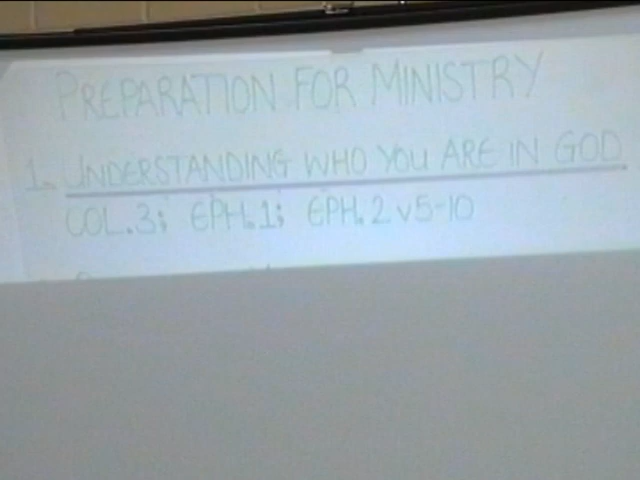 PREPARATION FOR MINISTRY
1. UNDERSTANDING WHO YOU ARE IN GOD
COL.3; EPH.1; EPH.2 v5-10